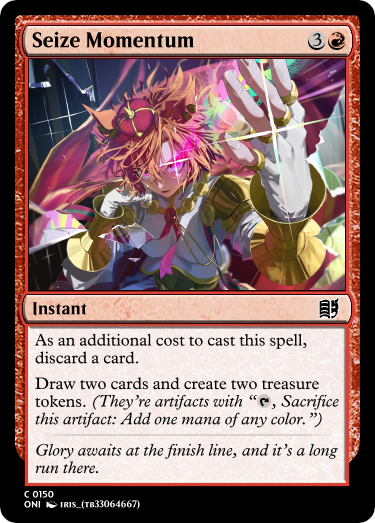 Seize Momentum 3
Instant
As an additional cost to cast this spell,
discard a card.
Draw two cards and create two treasure
tokens. (They're artifacts with “, Sacrifice
this artifact: Add one mana of any color.”)
Glory awaits at the finish line, and it's a long
run there.
C 0150
ONI IRIS_(TB33064667)